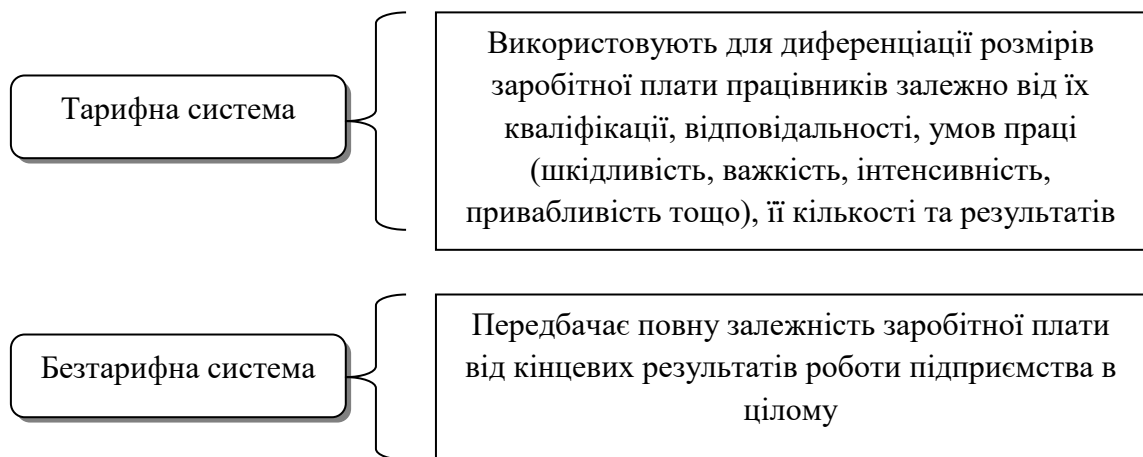 Тарифна система
Використовують для диференціації розмірів
заробітної плати працівників залежно від їх
кваліфікації, відповідальності, умов праці
(шкідливість, важкість, інтенсивність,
привабливість тощо), її кількості та результатів
Безтарифна система
Передбачає повну залежність заробітної плати
від кінцевих результатів роботи підприємства в
цілому